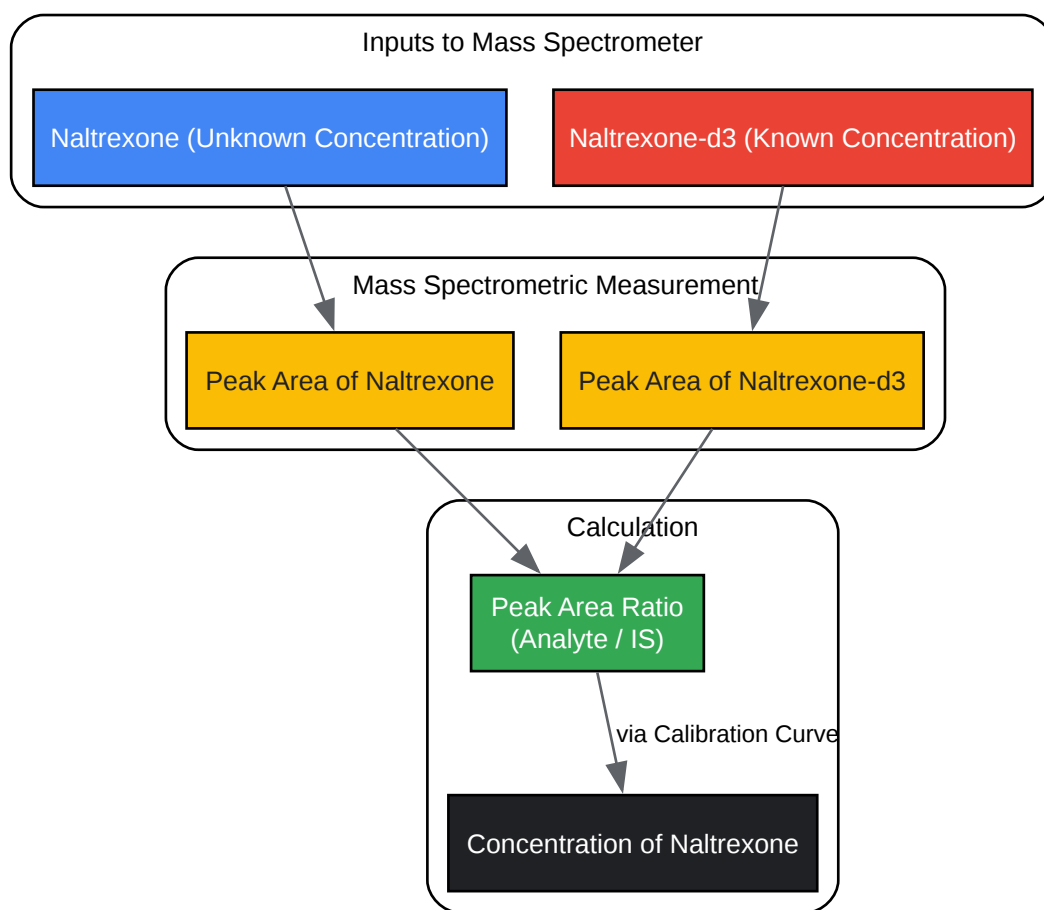 Inputs to Mass Spectrometer
Naltrexone (Unknown Concentration)
Naltrexone-d3 (Known Concentration)
Mass Spectrometric Measurement
Peak Area of Naltrexone
Peak Area of Naltrexone-d3
Calculation
Peak Area Ratio
(Analyte / IS)
via Calibration Curve
Concentration of Naltrexone